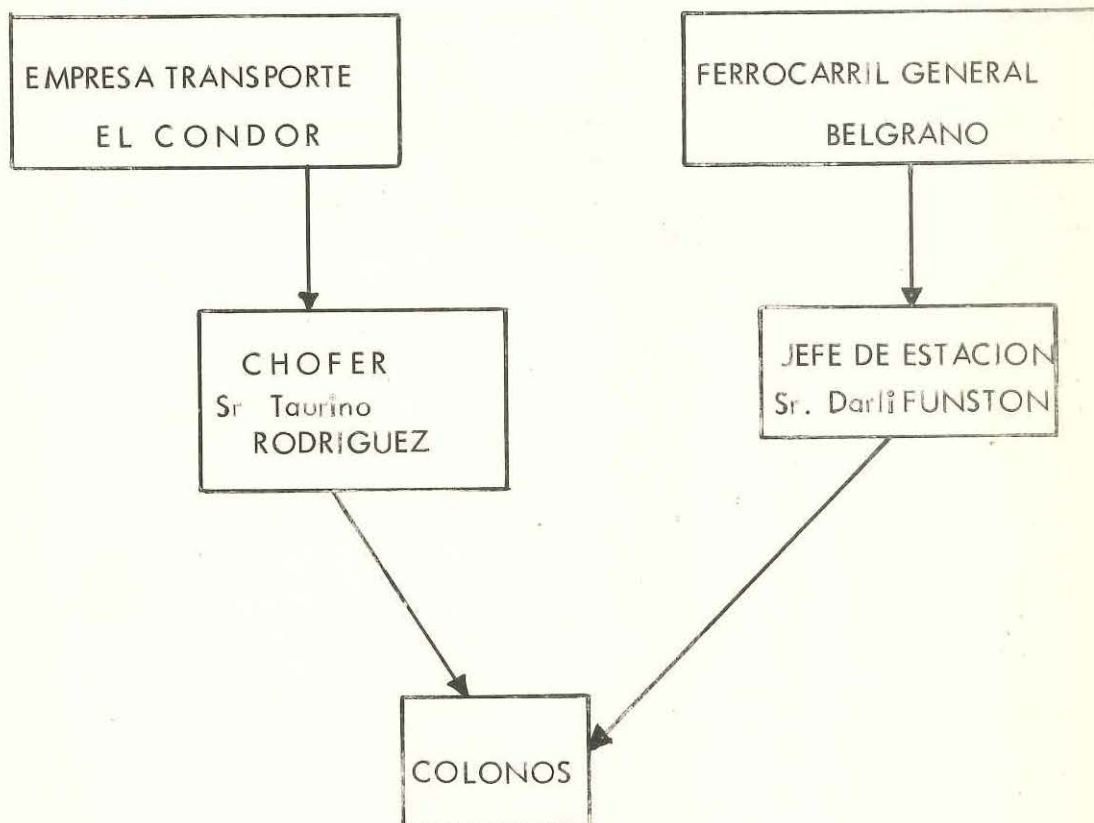 EMPRESA TRANSPORTE
EL CONDOR
FERROCARRIL GENERAL
BELGRANO
CHOFER
Sr Taurino
RODRIGUEZ
JEFE DE ESTACION
Sr. Darli FUNSTON
COLONOS